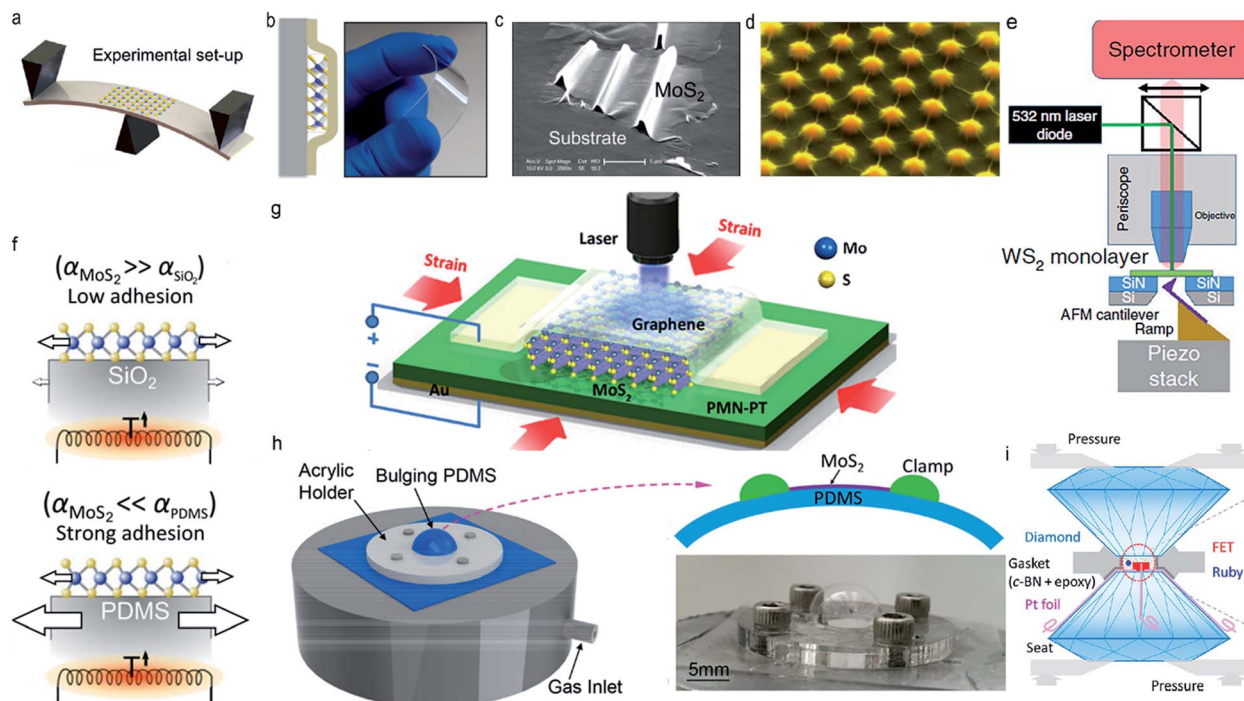 a
Experimental set-up
b
c
MoS2
Substrate
d
e
Spectrometer
532 nm laser
diode
Periscope
Objective
WS2 monolayer
SiN
SiN
Si
Si
AFM cantilever
Ramp
Piezo
stack
f
(αMoS2 >> αSiO2)
Low adhesion
SiO2
T
(αMoS2 << αPDMS)
Strong adhesion
PDMS
T
g
Laser
Strain
Strain
Mo
S
Graphene
+
−
Au
MoS2
PMN-PT
h
Acrylic
Holder
Bulging PDMS
Gas Inlet
MoS2
Clamp
PDMS
5mm
i
Pressure
Diamond
FET
Gasket
(c-BN + epoxy)
Ruby
Pt foil
Seat
Pressure